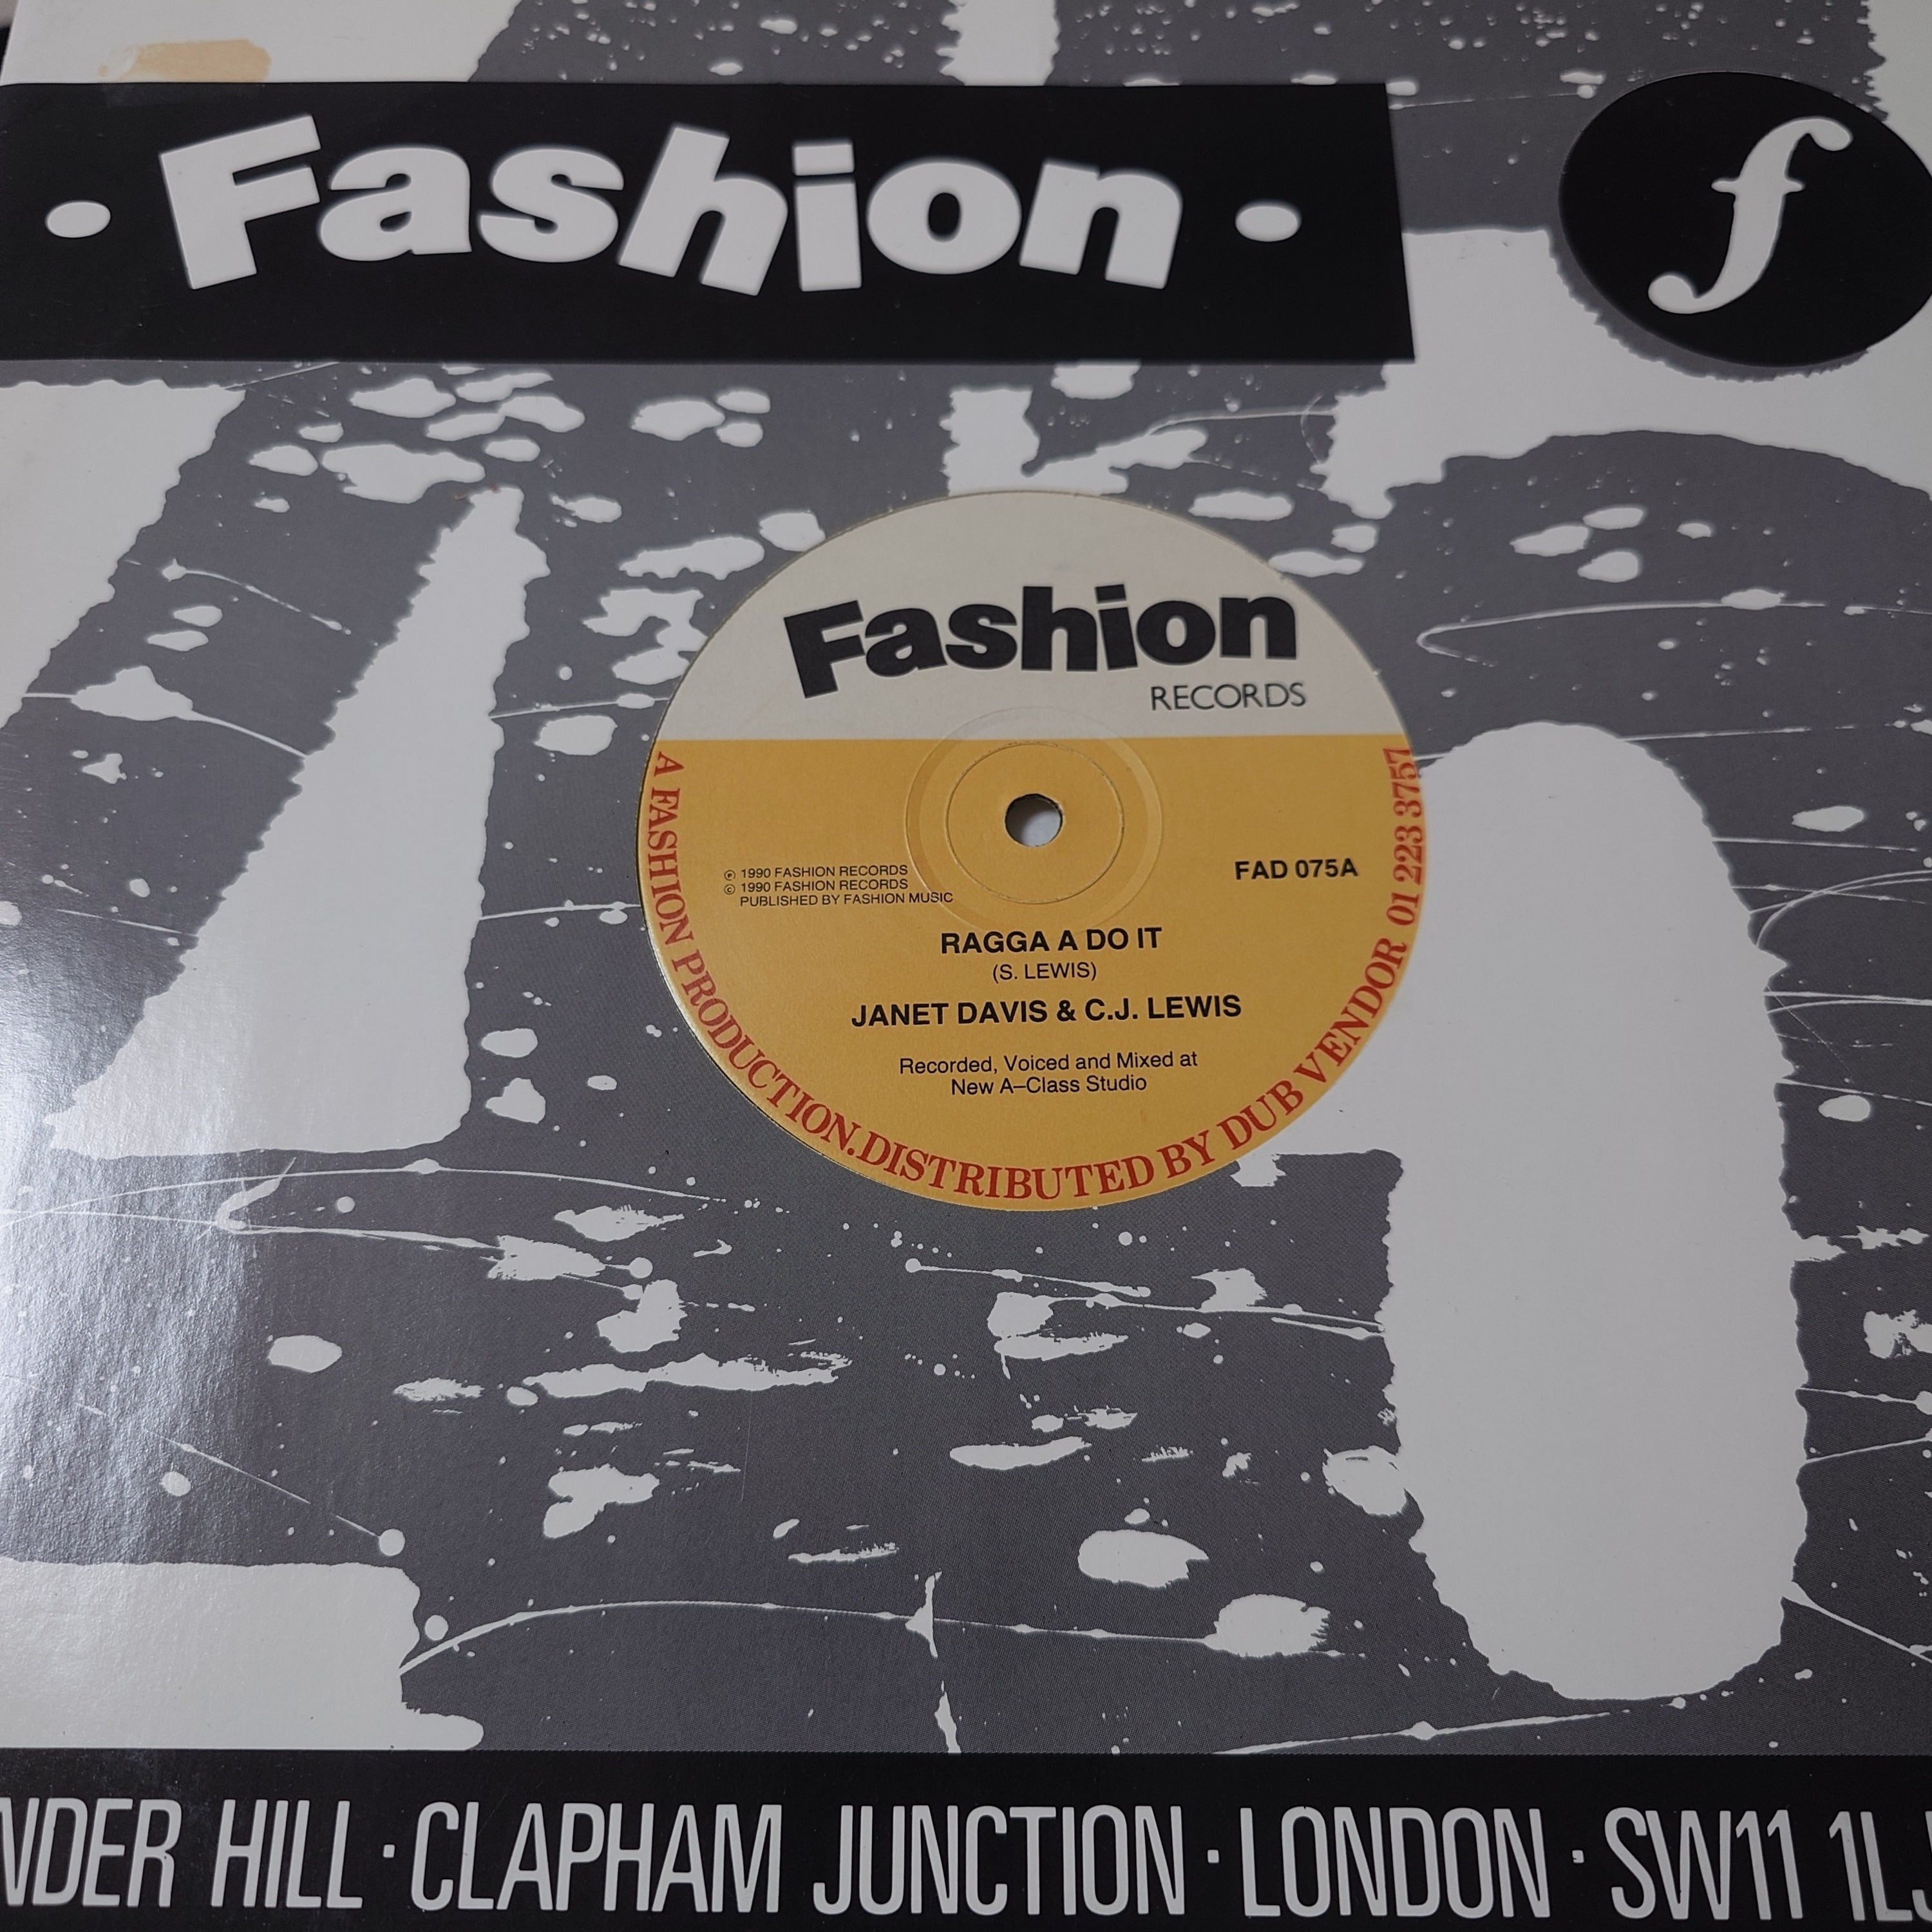 · Fashion ·
f
Fashion
RECORDS
℗ 1990 FASHION RECORDS
© 1990 FASHION RECORDS
PUBLISHED BY FASHION MUSIC
FAD 075A
RAGGA A DO IT
(S. LEWIS)
JANET DAVIS & C.J. LEWIS
Recorded, Voiced and Mixed at
New A–Class Studio
A FASHION PRODUCTION.DISTRIBUTED BY DUB VENDOR 01 223 3757
HILL · CLAPHAM JUNCTION · LONDON · SW11